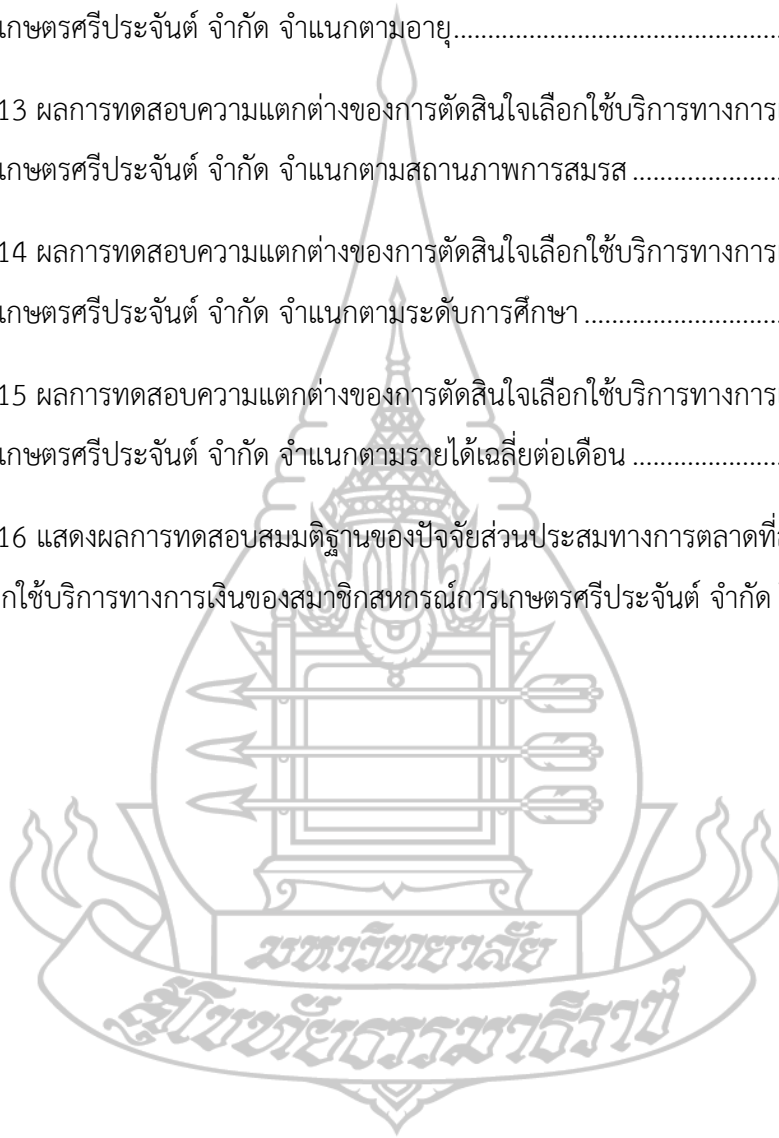 เกษตรศรีประจันต์ จำกัด จำแนกตามอายุ............................................
13 ผลการทดสอบความแตกต่างของการตัดสินใจเลือกใช้บริการทางการ
เกษตรศรีประจันต์ จำกัด จำแนกตามสถานภาพการสมรส....................
14 ผลการทดสอบความแตกต่างของการตัดสินใจเลือกใช้บริการทางการ
เกษตรศรีประจันต์ จำกัด จำแนกตามระดับการศึกษา..........................
15 ผลการทดสอบความแตกต่างของการตัดสินใจเลือกใช้บริการทางการ
เกษตรศรีประจันต์ จำกัด จำแนกตามรายได้เฉลี่ยต่อเดือน....................
16 แสดงผลการทดสอบสมมติฐานของปัจจัยส่วนประสมทางการตลาดที่
กใช้บริการทางการเงินของสมาชิกสหกรณ์การเกษตรศรีประจันต์ จำกัด
มหาวิทยาลัย
สุโขทัยธรรมาธิราช